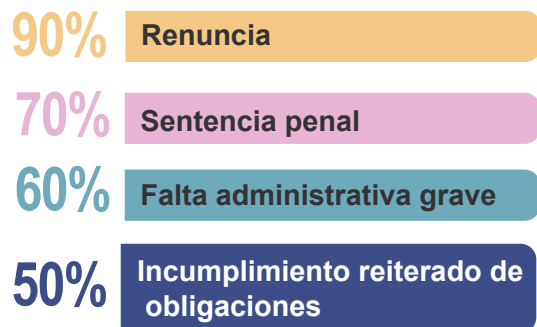 90% Renuncia
70% Sentencia penal
60% Falta administrativa grave
50% Incumplimiento reiterado de
obligaciones